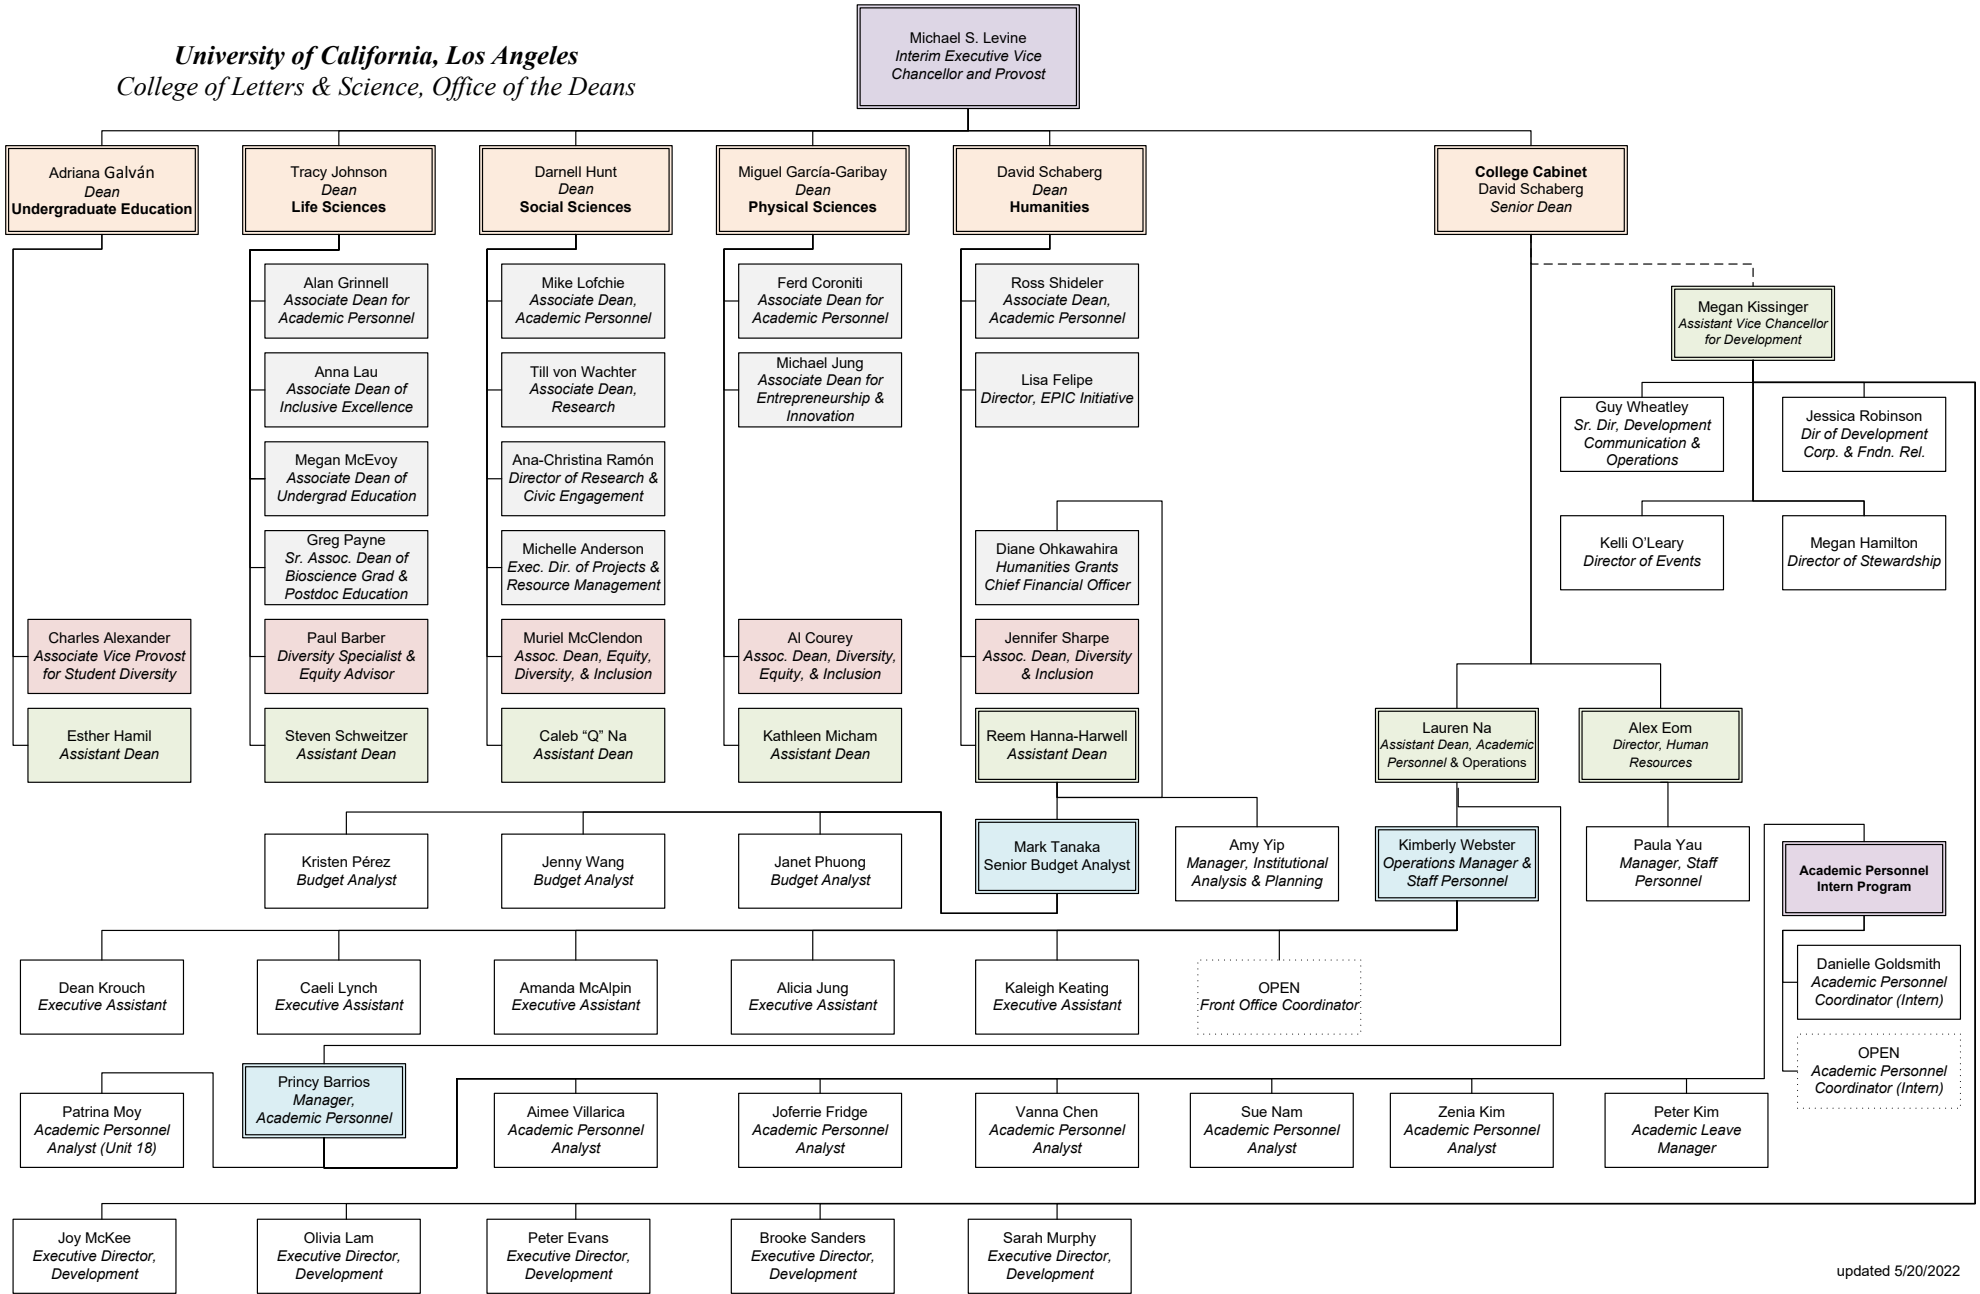 University of California, Los Angeles
College of Letters & Science, Office of the Deans
Michael S. Levine
Interim Executive Vice
Chancellor and Provost
Adriana Galván
Dean
Undergraduate Education
Tracy Johnson
Dean
Life Sciences
Darnell Hunt
Dean
Social Sciences
Miguel García-Garibay
Dean
Physical Sciences
David Schaberg
Dean
Humanities
College Cabinet
David Schaberg
Senior Dean
Alan Grinnell
Associate Dean for
Academic Personnel
Mike Lofchie
Associate Dean,
Academic Personnel
Ferd Coroniti
Associate Dean for
Academic Personnel
Ross Shideler
Associate Dean,
Academic Personnel
Megan Kissinger
Assistant Vice Chancellor
for Development
Anna Lau
Associate Dean of
Inclusive Excellence
Till von Wachter
Associate Dean,
Research
Michael Jung
Associate Dean for
Entrepreneurship &
Innovation
Lisa Felipe
Director, EPIC Initiative
Guy Wheatley
Sr. Dir, Development
Communication &
Operations
Jessica Robinson
Dir of Development
Corp. & Fndn. Rel.
Megan McEvoy
Associate Dean of
Undergrad Education
Ana-Christina Ramón
Director of Research &
Civic Engagement
Greg Payne
Sr. Assoc. Dean of
Bioscience Grad &
Postdoc Education
Michelle Anderson
Exec. Dir. of Projects &
Resource Management
Diane Ohkawahira
Humanities Grants
Chief Financial Officer
Kelli O’Leary
Director of Events
Megan Hamilton
Director of Stewardship
Charles Alexander
Associate Vice Provost
for Student Diversity
Paul Barber
Diversity Specialist &
Equity Advisor
Muriel McClendon
Assoc. Dean, Equity,
Diversity, & Inclusion
Al Courey
Assoc. Dean, Diversity,
Equity, & Inclusion
Jennifer Sharpe
Assoc. Dean, Diversity
& Inclusion
Esther Hamil
Assistant Dean
Steven Schweitzer
Assistant Dean
Caleb “Q” Na
Assistant Dean
Kathleen Micham
Assistant Dean
Reem Hanna-Harwell
Assistant Dean
Lauren Na
Assistant Dean, Academic
Personnel & Operations
Alex Eom
Director, Human
Resources
Kristen Pérez
Budget Analyst
Jenny Wang
Budget Analyst
Janet Phuong
Budget Analyst
Mark Tanaka
Senior Budget Analyst
Amy Yip
Manager, Institutional
Analysis & Planning
Kimberly Webster
Operations Manager &
Staff Personnel
Paula Yau
Manager, Staff
Personnel
Academic Personnel
Intern Program
Dean Krouch
Executive Assistant
Caeli Lynch
Executive Assistant
Amanda McAlpin
Executive Assistant
Alicia Jung
Executive Assistant
Kaleigh Keating
Executive Assistant
OPEN
Front Office Coordinator
Danielle Goldsmith
Academic Personnel
Coordinator (Intern)
OPEN
Academic Personnel
Coordinator (Intern)
Patrina Moy
Academic Personnel
Analyst (Unit 18)
Princy Barrios
Manager,
Academic Personnel
Aimee Villarica
Academic Personnel
Analyst
Joferrie Fridge
Academic Personnel
Analyst
Vanna Chen
Academic Personnel
Analyst
Sue Nam
Academic Personnel
Analyst
Zenia Kim
Academic Personnel
Analyst
Peter Kim
Academic Leave
Manager
Joy McKee
Executive Director,
Development
Olivia Lam
Executive Director,
Development
Peter Evans
Executive Director,
Development
Brooke Sanders
Executive Director,
Development
Sarah Murphy
Executive Director,
Development
updated 5/20/2022